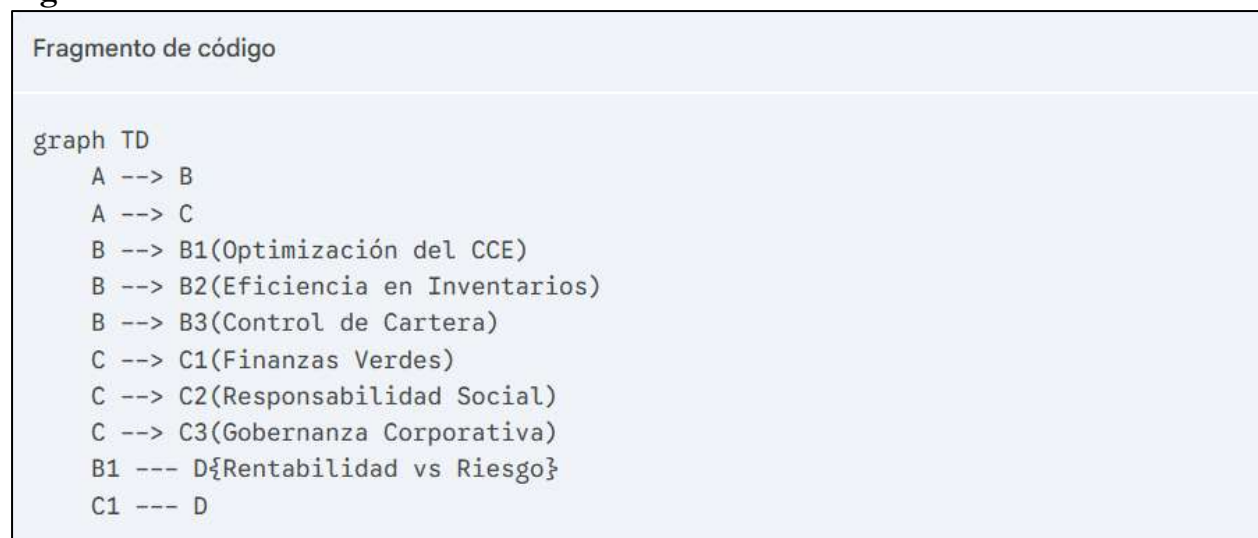 Fragmento de código
graph TD
A --> B
A --> C
B --> B1(Optimización del CCE)
B --> B2(Eficiencia en Inventarios)
B --> B3(Control de Cartera)
C --> C1(Finanzas Verdes)
C --> C2(Responsabilidad Social)
C --> C3(Gobernanza Corporativa)
B1 --- D{Rentabilidad vs Riesgo}
C1 --- D